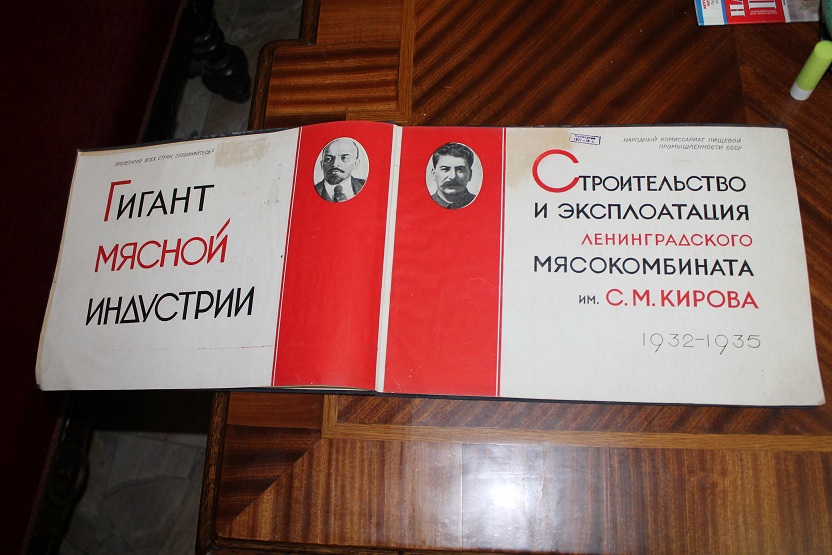 ПРОЛЕТАРИИ ВСЕХ СТРАН, СОЕДИНЯЙТЕСЬ!
ГИГАНТ
МЯСНОЙ
ИНДУСТРИИ
НАРОДНЫЙ КОМИССАРИАТ ПИЩЕВОЙ
ПРОМЫШЛЕННОСТИ СССР
СТРОИТЕЛЬСТВО
И ЭКСПЛОАТАЦИЯ
ЛЕНИНГРАДСКОГО
МЯСОКОМБИНАТА
ИМ. С. М. КИРОВА
1932-1935